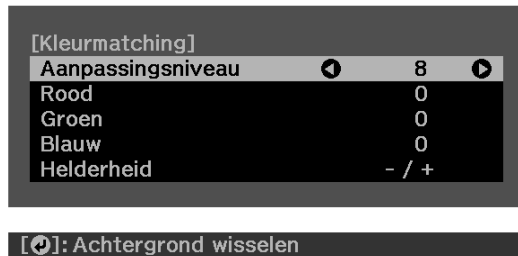 [Kleurmatching]
Aanpassingsniveau 8
Rood 0
Groen 0
Blauw 0
Helderheid - / +
[↵]: Achtergrond wisselen